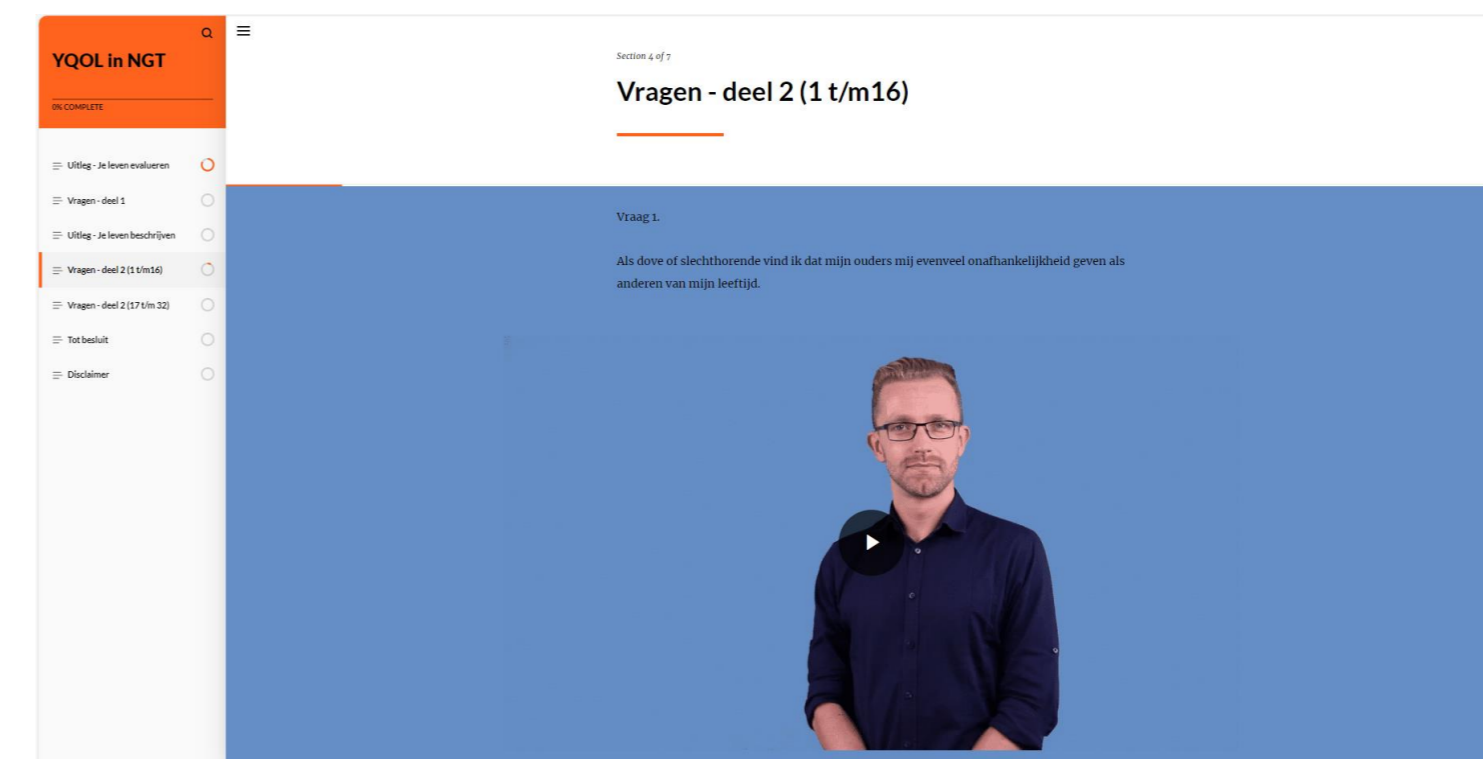 YQOL in NGT
0% COMPLETE
Uitleg - Je leven evalueren
Vragen - deel 1
Uitleg - Je leven beschrijven
Vragen - deel 2 (1 t/m16)
Vragen - deel 2 (17 t/m 32)
Tot besluit
Disclaimer
Section 4 of 7
Vragen - deel 2 (1 t/m16)
Vraag 1.
Als dove of slechthorende vind ik dat mijn ouders mij evenveel onafhankelijkheid geven als
anderen van mijn leeftijd.